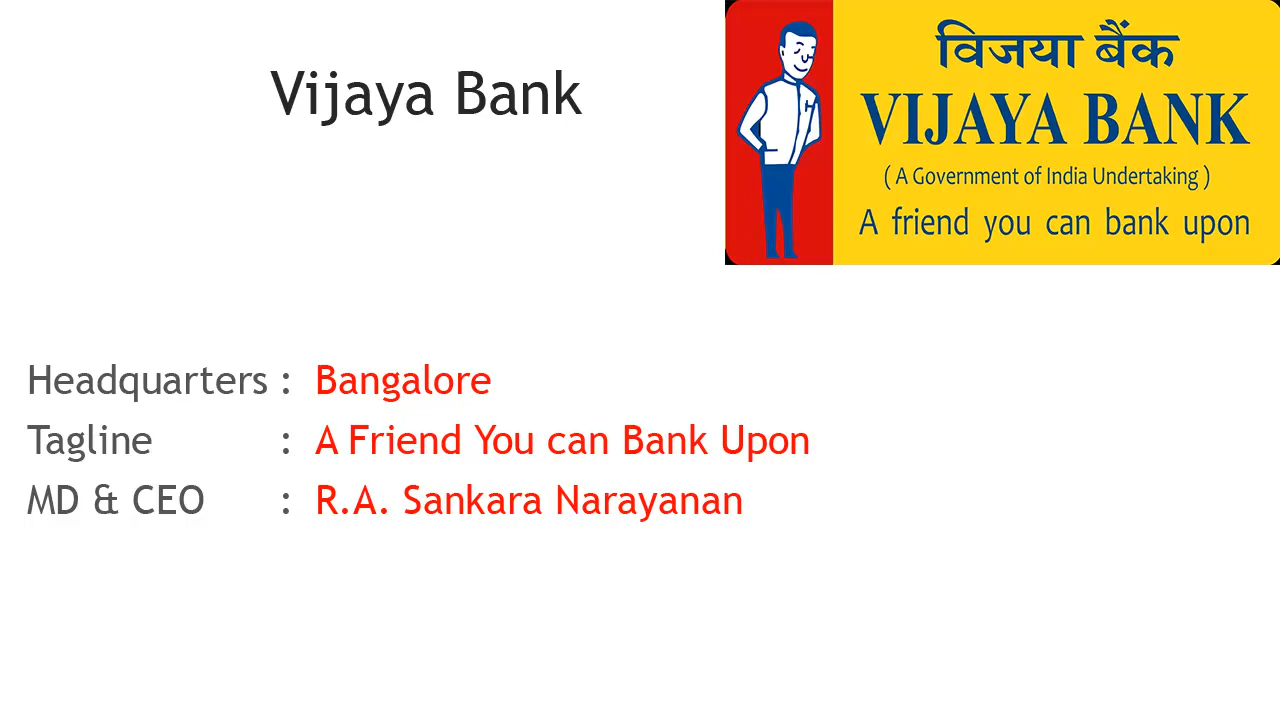 Vijaya Bank
विजया बैंक
VIJAYA BANK
( A Government of India Undertaking )
A friend you can bank upon
Headquarters : Bangalore
Tagline : A Friend You can Bank Upon
MD & CEO : R.A. Sankara Narayanan